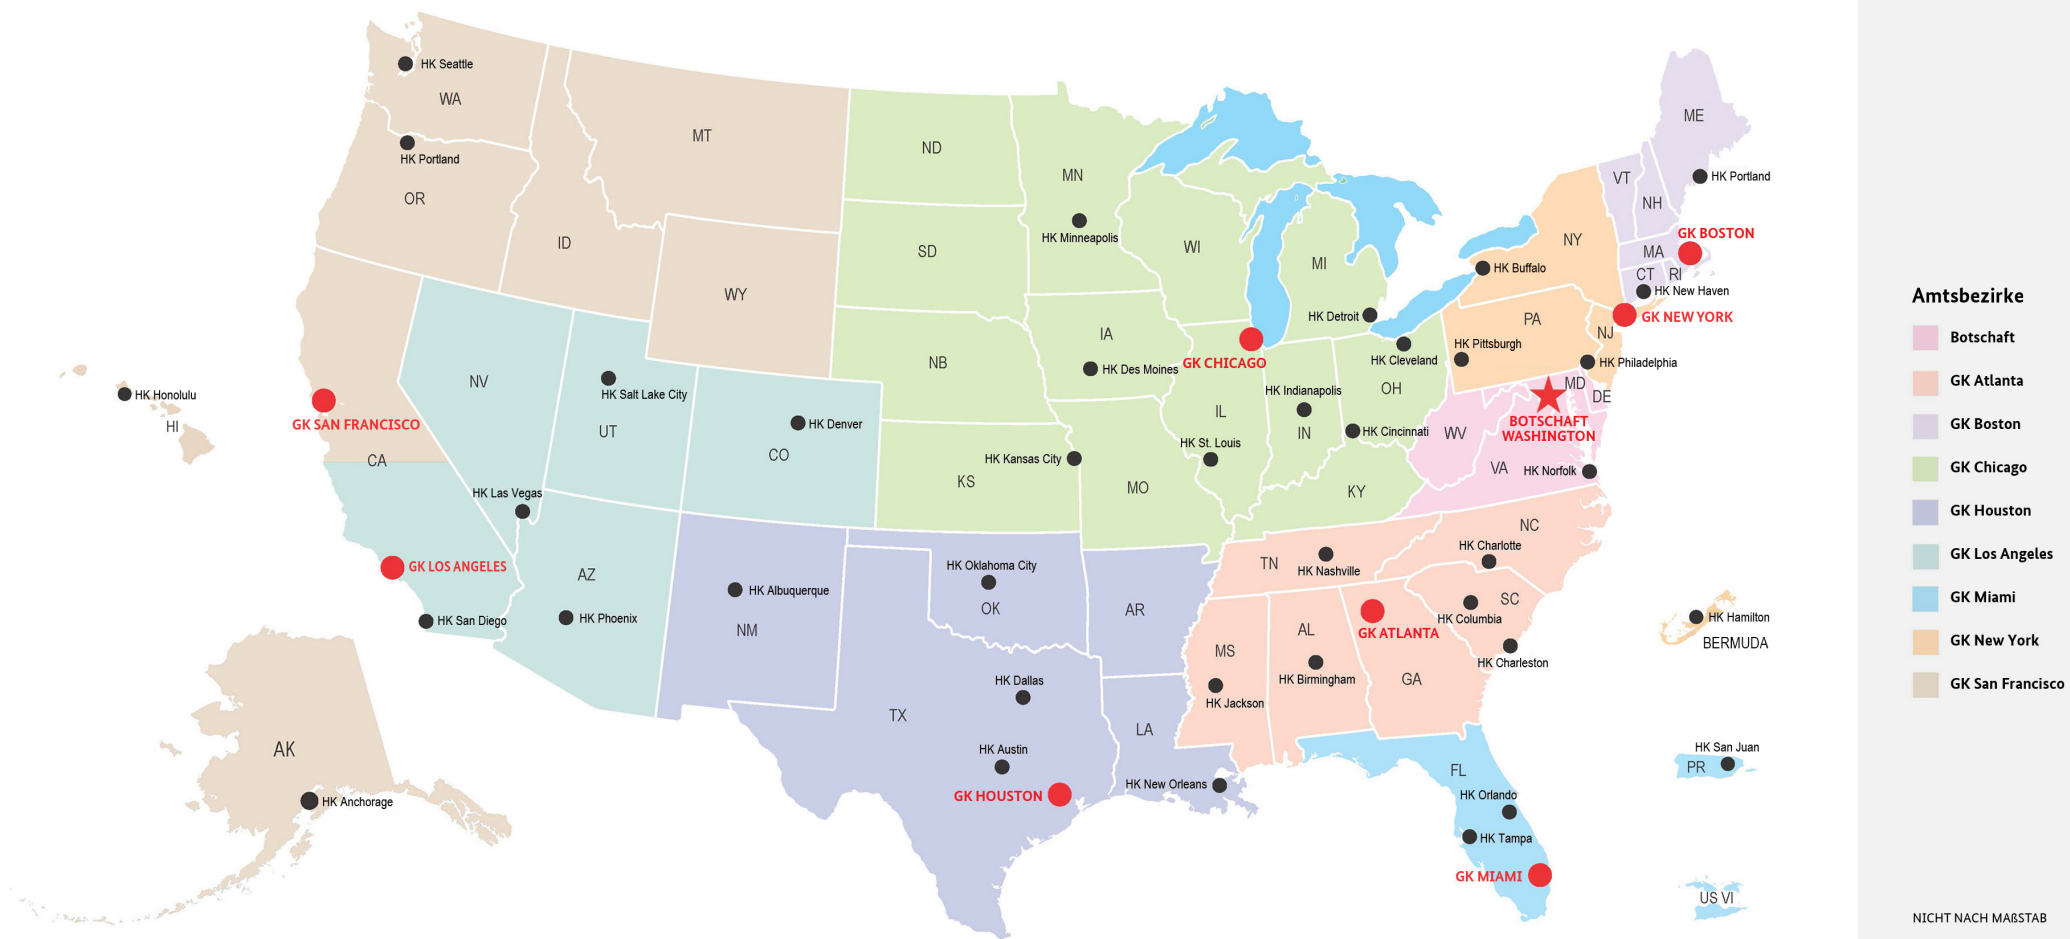 HK Seattle
WA
HK Portland
OR
ID
MT
WY
ND
SD
NB
KS
MN
HK Minneapolis
WI
MI
HK Detroit
IA
HK Des Moines
GK CHICAGO
IL
HK St. Louis
HK Kansas City
MO
HK Indianapolis
IN
HK Cleveland
OH
HK Cincinnati
KY
ME
HK Portland
VT
NH
GK BOSTON
MA
CT
RI
HK New Haven
NY
HK Buffalo
GK NEW YORK
PA
NJ
HK Pittsburgh
HK Philadelphia
MD
DE
BOTSCHAFT
WASHINGTON
WV
VA
HK Norfolk
HK Honolulu
HI
GK SAN FRANCISCO
CA
NV
HK Salt Lake City
UT
HK Denver
CO
HK Las Vegas
GK LOS ANGELES
HK San Diego
AZ
HK Phoenix
HK Albuquerque
NM
HK Oklahoma City
OK
AR
TX
HK Dallas
HK Austin
GK HOUSTON
LA
HK New Orleans
TN
HK Nashville
NC
HK Charlotte
SC
HK Columbia
HK Charleston
MS
HK Jackson
AL
HK Birmingham
GK ATLANTA
GA
FL
HK Orlando
HK Tampa
GK MIAMI
AK
HK Anchorage
HK Hamilton
BERMUDA
HK San Juan
PR
US VI
Amtsbezirke
Botschaft
GK Atlanta
GK Boston
GK Chicago
GK Houston
GK Los Angeles
GK Miami
GK New York
GK San Francisco
NICHT NACH MAßSTAB